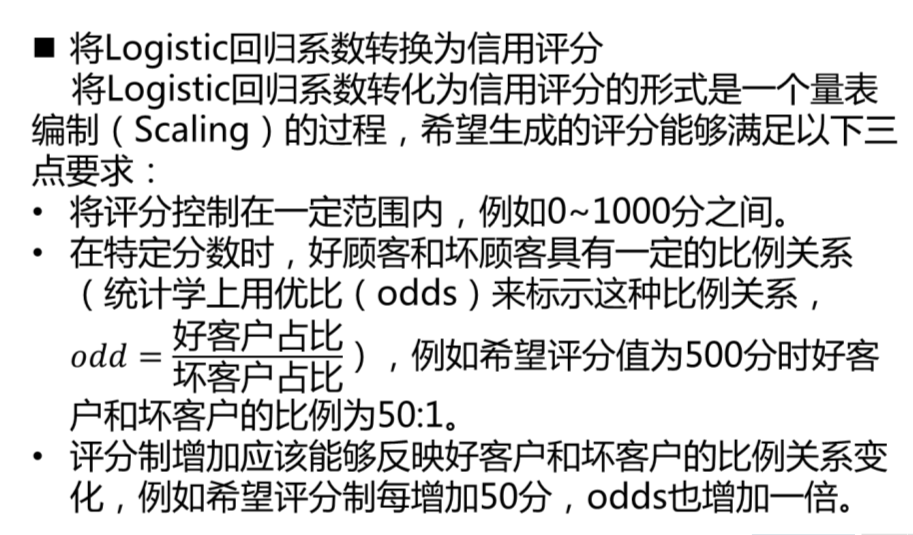 ■ 将Logistic回归系数转换为信用评分
将Logistic回归系数转化为信用评分的形式是一个量表
编制（Scaling）的过程，希望生成的评分能够满足以下三
点要求：
• 将评分控制在一定范围内，例如0~1000分之间。
• 在特定分数时，好顾客和坏顾客具有一定的比例关系
（统计学上用优比（odds）来标示这种比例关系，
odd = 好客户占比/坏客户占比），例如希望评分值为500分时好客
户和坏客户的比例为50:1。
• 评分制增加应该能够反映好客户和坏客户的比例关系变
化，例如希望评分制每增加50分，odds也增加一倍。